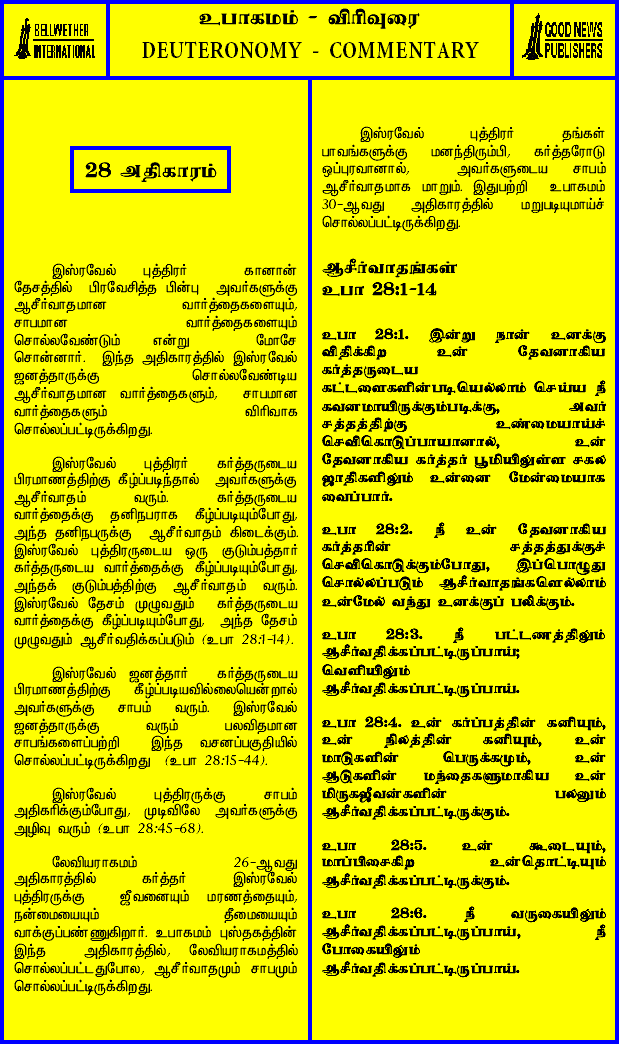 BELLWETHER
INTERNATIONAL
உபாகமம் - விரிவுரை
DEUTERONOMY - COMMENTARY
GOOD NEWS
PUBLISHERS
28 அதிகாரம்
இஸ்ரவேல் புத்திரர் கானான்
தேசத்தில் பிரவேசித்த பின்பு அவர்களுக்கு
ஆசீர்வாதமான வார்த்தைகளையும்,
சாபமான வார்த்தைகளையும்
சொல்லவேண்டும் என்று மோசே
சொன்னார். இந்த அதிகாரத்தில் இஸ்ரவேல்
ஜனத்தாருக்கு சொல்லவேண்டிய
ஆசீர்வாதமான வார்த்தைகளும், சாபமான
வார்த்தைகளும் விரிவாக
சொல்லப்பட்டிருக்கிறது.
இஸ்ரவேல் புத்திரர் கர்த்தருடைய
பிரமாணத்திற்கு கீழ்ப்படிந்தால் அவர்களுக்கு
ஆசீர்வாதம் வரும். கர்த்தருடைய
வார்த்தைக்கு தனிநபராக கீழ்ப்படியும்போது,
அந்த தனிநபருக்கு ஆசீர்வாதம் கிடைக்கும்.
இஸ்ரவேல் புத்திரருடைய ஒரு குடும்பத்தார்
கர்த்தருடைய வார்த்தைக்கு கீழ்ப்படியும்போது,
அந்தக் குடும்பத்திற்கு ஆசீர்வாதம் வரும்.
இஸ்ரவேல் தேசம் முழுவதும் கர்த்தருடைய
வார்த்தைக்கு கீழ்ப்படியும்போது, அந்த தேசம்
முழுவதும் ஆசீர்வதிக்கப்படும் (உபா 28:1-14).
இஸ்ரவேல் ஜனத்தார் கர்த்தருடைய
பிரமாணத்திற்கு கீழ்ப்படியவில்லையென்றால்
அவர்களுக்கு சாபம் வரும். இஸ்ரவேல்
ஜனத்தாருக்கு வரும் பலவிதமான
சாபங்களைப்பற்றி இந்த வசனப்பகுதியில்
சொல்லப்பட்டிருக்கிறது (உபா 28:15-44).
இஸ்ரவேல் புத்திரருக்கு சாபம்
அதிகரிக்கும்போது, முடிவிலே அவர்களுக்கு
அழிவு வரும் (உபா 28:45-68).
லேவியராகமம் 26-ஆவது
அதிகாரத்தில் கர்த்தர் இஸ்ரவேல்
புத்திரருக்கு ஜீவனையும் மரணத்தையும்,
நன்மையையும் தீமையையும்
வாக்குப்பண்ணுகிறார். உபாகமம் புஸ்தகத்தின்
இந்த அதிகாரத்தில், லேவியராகமத்தில்
சொல்லப்பட்டதுபோல, ஆசீர்வாதமும் சாபமும்
சொல்லப்பட்டிருக்கிறது.
இஸ்ரவேல் புத்திரர் தங்கள்
பாவங்களுக்கு மனந்திரும்பி, கர்த்தரோடு
ஒப்புரவானால், அவர்களுடைய சாபம்
ஆசீர்வாதமாக மாறும். இதுபற்றி உபாகமம்
30-ஆவது அதிகாரத்தில் மறுபடியுமாய்ச்
சொல்லப்பட்டிருக்கிறது.
ஆசீர்வாதங்கள்
உபா 28:1-14
உபா 28:1. இன்று நான் உனக்கு
விதிக்கிற உன் தேவனாகிய
கர்த்தருடைய
கட்டளைகளின்படியெல்லாம் செய்ய நீ
கவனமாயிருக்கும்படிக்கு, அவர்
சத்தத்திற்கு உண்மையாய்ச்
செவிகொடுப்பாயானால், உன்
தேவனாகிய கர்த்தர் பூமியிலுள்ள சகல
ஜாதிகளிலும் உன்னை மேன்மையாக
வைப்பார்.
உபா 28:2. நீ உன் தேவனாகிய
கர்த்தரின் சத்தத்துக்குச்
செவிகொடுக்கும்போது, இப்பொழுது
சொல்லப்படும் ஆசீர்வாதங்களெல்லாம்
உன்மேல் வந்து உனக்குப் பலிக்கும்.
உபா 28:3. நீ பட்டணத்திலும்
ஆசீர்வதிக்கப்பட்டிருப்பாய்;
வெளியிலும்
ஆசீர்வதிக்கப்பட்டிருப்பாய்.
உபா 28:4. உன் கர்ப்பத்தின் கனியும்,
உன் நிலத்தின் கனியும், உன்
மாடுகளின் பெருக்கமும், உன்
ஆடுகளின் மந்தைகளுமாகிய உன்
மிருகஜீவன்களின் பலனும்
ஆசீர்வதிக்கப்பட்டிருக்கும்.
உபா 28:5. உன் கூடையும்,
மாப்பிசைகிற உன்தொட்டியும்
ஆசீர்வதிக்கப்பட்டிருக்கும்.
உபா 28:6. நீ வருகையிலும்
ஆசீர்வதிக்கப்பட்டிருப்பாய், நீ
போகையிலும்
ஆசீர்வதிக்கப்பட்டிருப்பாய்.